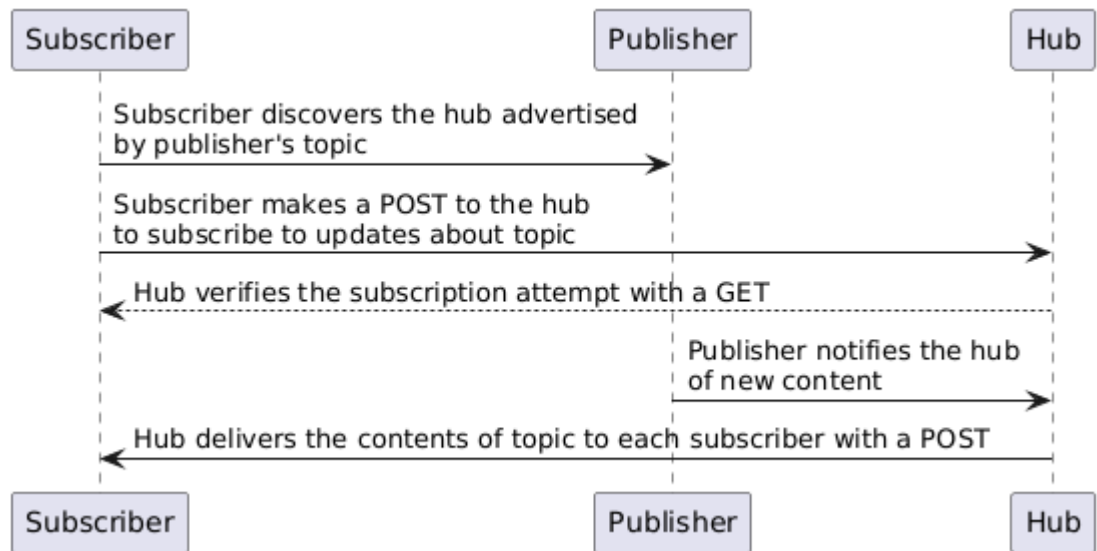 Subscriber
Publisher
Hub
Subscriber discovers the hub advertised
by publisher's topic
Subscriber makes a POST to the hub
to subscribe to updates about topic
Hub verifies the subscription attempt with a GET
Publisher notifies the hub
of new content
Hub delivers the contents of topic to each subscriber with a POST
Subscriber
Publisher
Hub